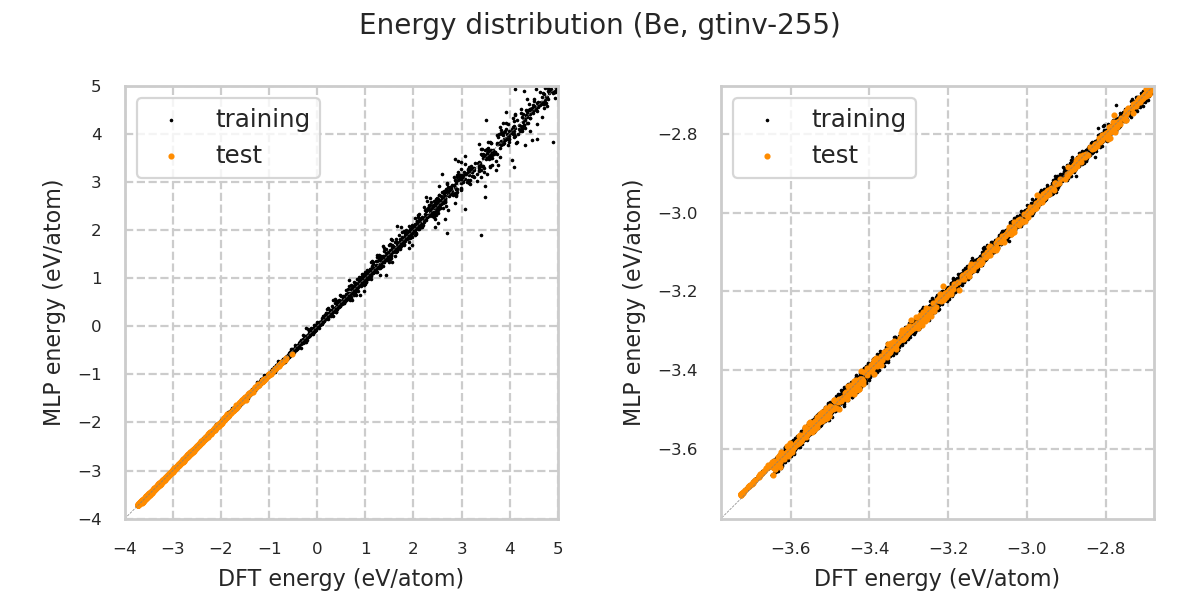 Energy distribution (Be, gtinv-255)
training
test
MLP energy (eV/atom)
5
4
3
2
1
0
−1
−2
−3
−4
−4 −3 −2 −1 0 1 2 3 4 5
DFT energy (eV/atom)
training
test
MLP energy (eV/atom)
−2.8
−3.0
−3.2
−3.4
−3.6
−3.6 −3.4 −3.2 −3.0 −2.8
DFT energy (eV/atom)